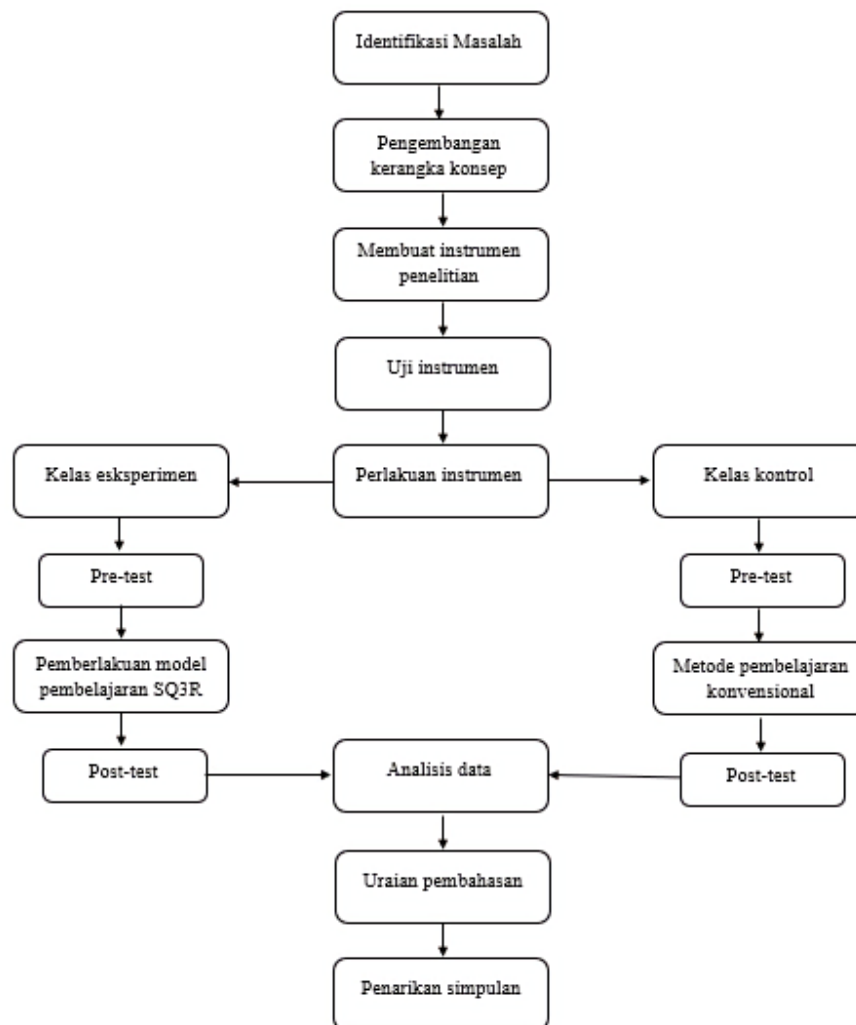 Identifikasi Masalah
Pengembangan
kerangka konsep
Membuat instrumen
penelitian
Uji instrumen
Kelas esksperimen
Perlakuan instrumen
Kelas kontrol
Pre-test
Pre-test
Pemberlakuan model
pembelajaran SQ3R
Metode pembelajaran
konvensional
Post-test
Analisis data
Post-test
Uraian pembahasan
Penarikan simpulan